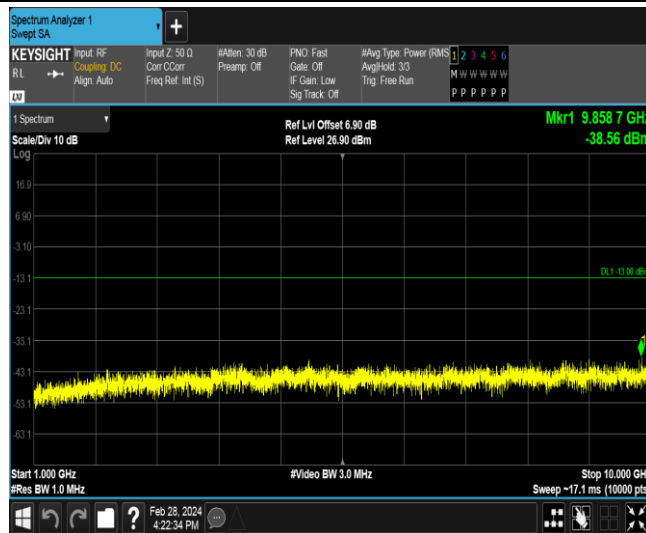 Spectrum Analyzer 1
Swept SA
+
KEYSIGHT
RL
LXI
Input: RF
Coupling: DC
Align: Auto
Input Z: 50 Ω
Corr CCorr
Freq Ref: Int (S)
#Atten: 30 dB
Preamp: Off
PNO: Fast
Gate: Off
IF Gain: Low
Sig Track: Off
#Avg Type: Power (RMS
Avg|Hold: 3/3
Trig: Free Run
1 2 3 4 5 6
M W W W W W
P P P P P P
1 Spectrum
Scale/Div 10 dB
Ref Lvl Offset 6.90 dB
Ref Level 26.90 dBm
Mkr1 9.858 7 GHz
-38.56 dBm
Log
16.9
6.90
-3.10
-13.1
DL1 -13.00 dBm
-23.1
-33.1
1
-43.1
-53.1
-63.1
Start 1.000 GHz
#Res BW 1.0 MHz
#Video BW 3.0 MHz
Stop 10.000 GH
Sweep ~17.1 ms (10000 pts
?
Feb 28, 2024
4:22:34 PM